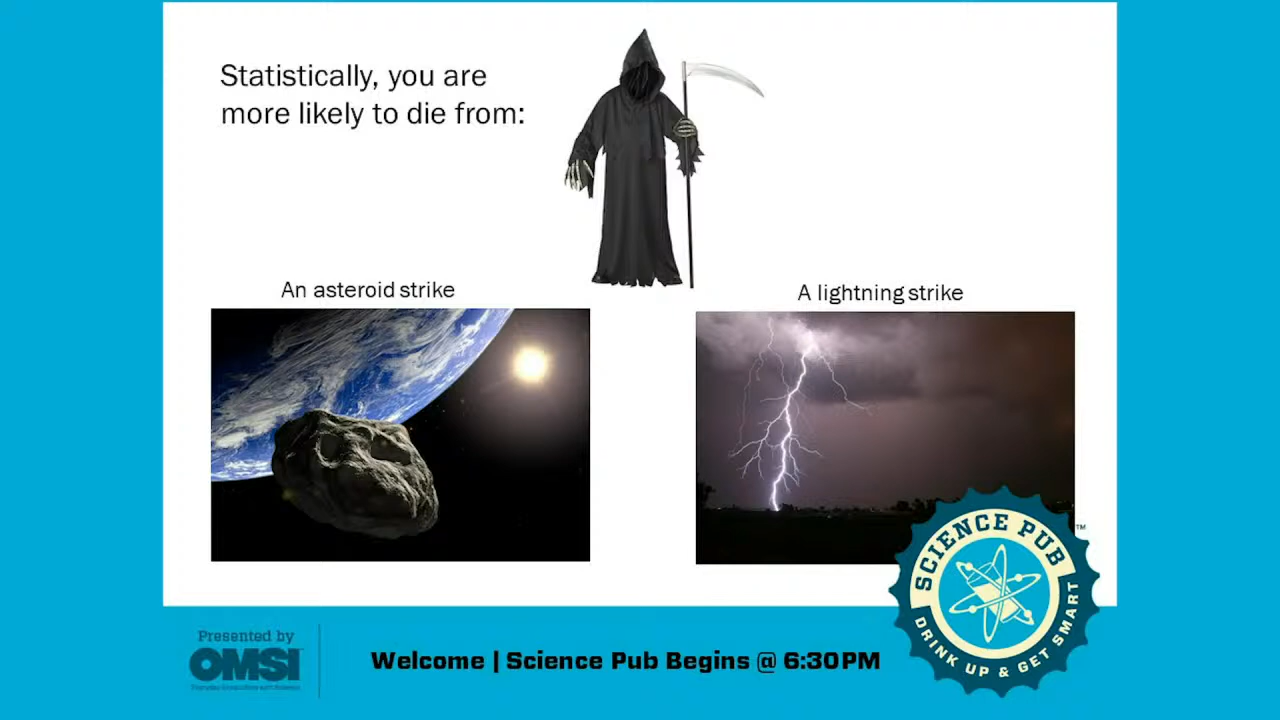 Statistically, you are
more likely to die from:
An asteroid strike
A lightning strike
SCIENCE PUB
DRINK UP & GET SMART
TM
Presented by
OMSI
Welcome | Science Pub Begins @ 6:30PM